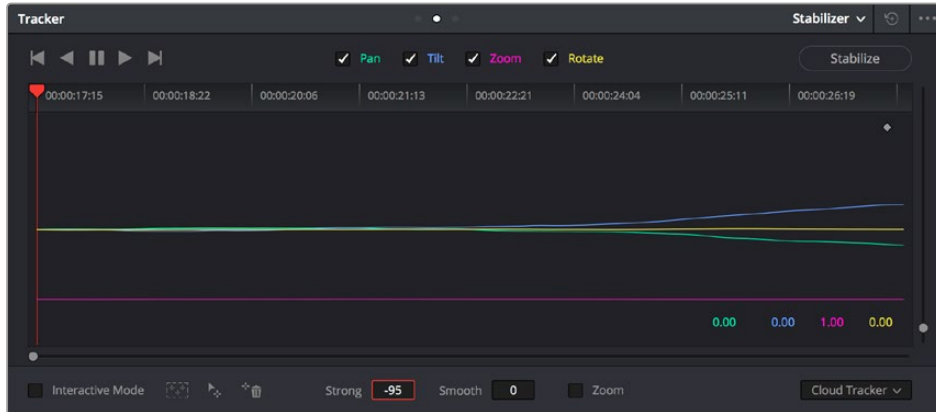 Tracker Stabilizer
Pan Tilt Zoom Rotate Stabilize
00:00:17:15 00:00:18:22 00:00:20:06 00:00:21:13 00:00:22:21 00:00:24:04 00:00:25:11 00:00:26:19
0.00 0.00 1.00 0.00
Interactive Mode Strong -95 Smooth 0 Zoom Cloud Tracker